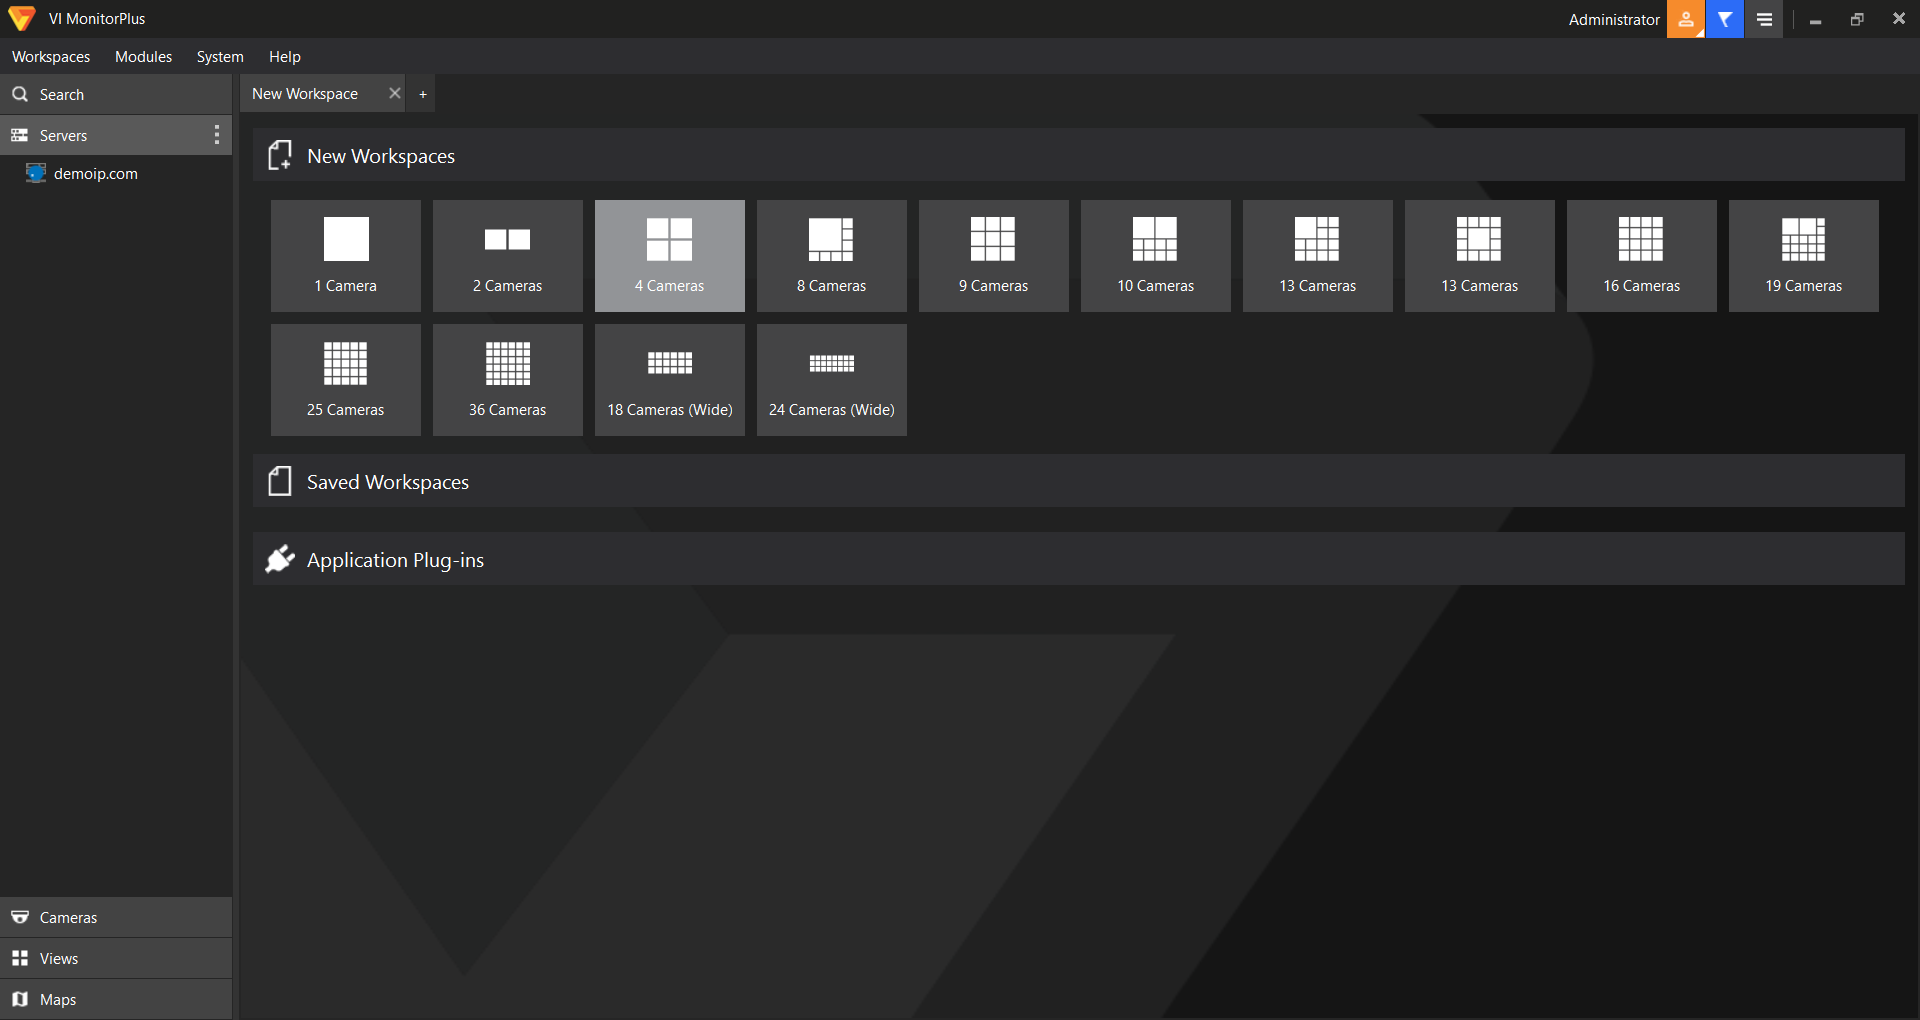 VI MonitorPlus
Administrator
Workspaces Modules System Help
Search
New Workspace
+
Servers
demoip.com
New Workspaces
1 Camera
2 Cameras
4 Cameras
8 Cameras
9 Cameras
10 Cameras
13 Cameras
13 Cameras
16 Cameras
19 Cameras
25 Cameras
36 Cameras
18 Cameras (Wide)
24 Cameras (Wide)
Saved Workspaces
Application Plug-ins
Cameras
Views
Maps